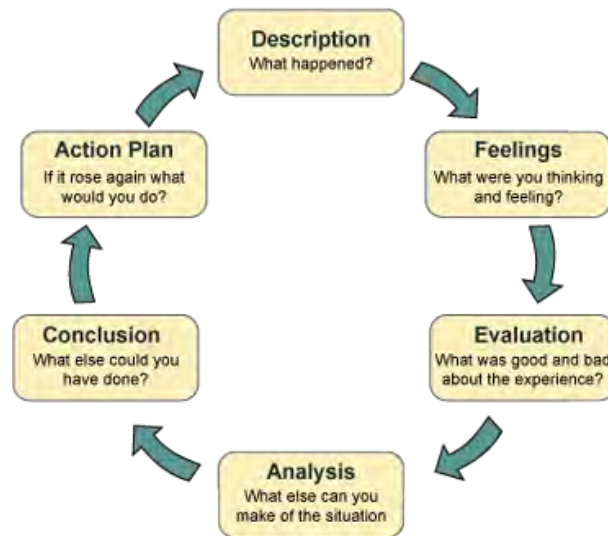 Description
What happened?
Feelings
What were you thinking
and feeling?
Evaluation
What was good and bad
about the experience?
Analysis
What else can you
make of the situation
Conclusion
What else could you
have done?
Action Plan
If it rose again what
would you do?